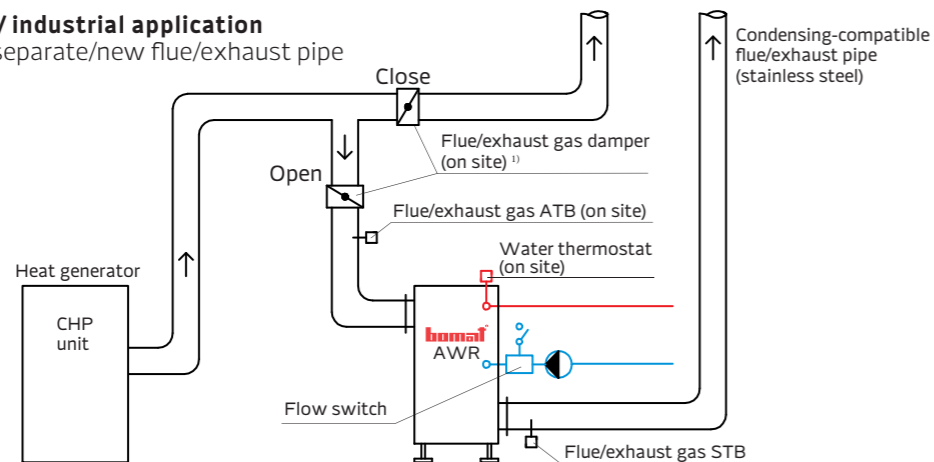 / industrial application
separate/new flue/exhaust pipe
Condensing-compatible
flue/exhaust pipe
(stainless steel)
Close
Flue/exhaust gas damper
(on site) ¹⁾
Open
Flue/exhaust gas ATB (on site)
Water thermostat
(on site)
Heat generator
CHP
unit
bomat
AWR
Flow switch
Flue/exhaust gas STB